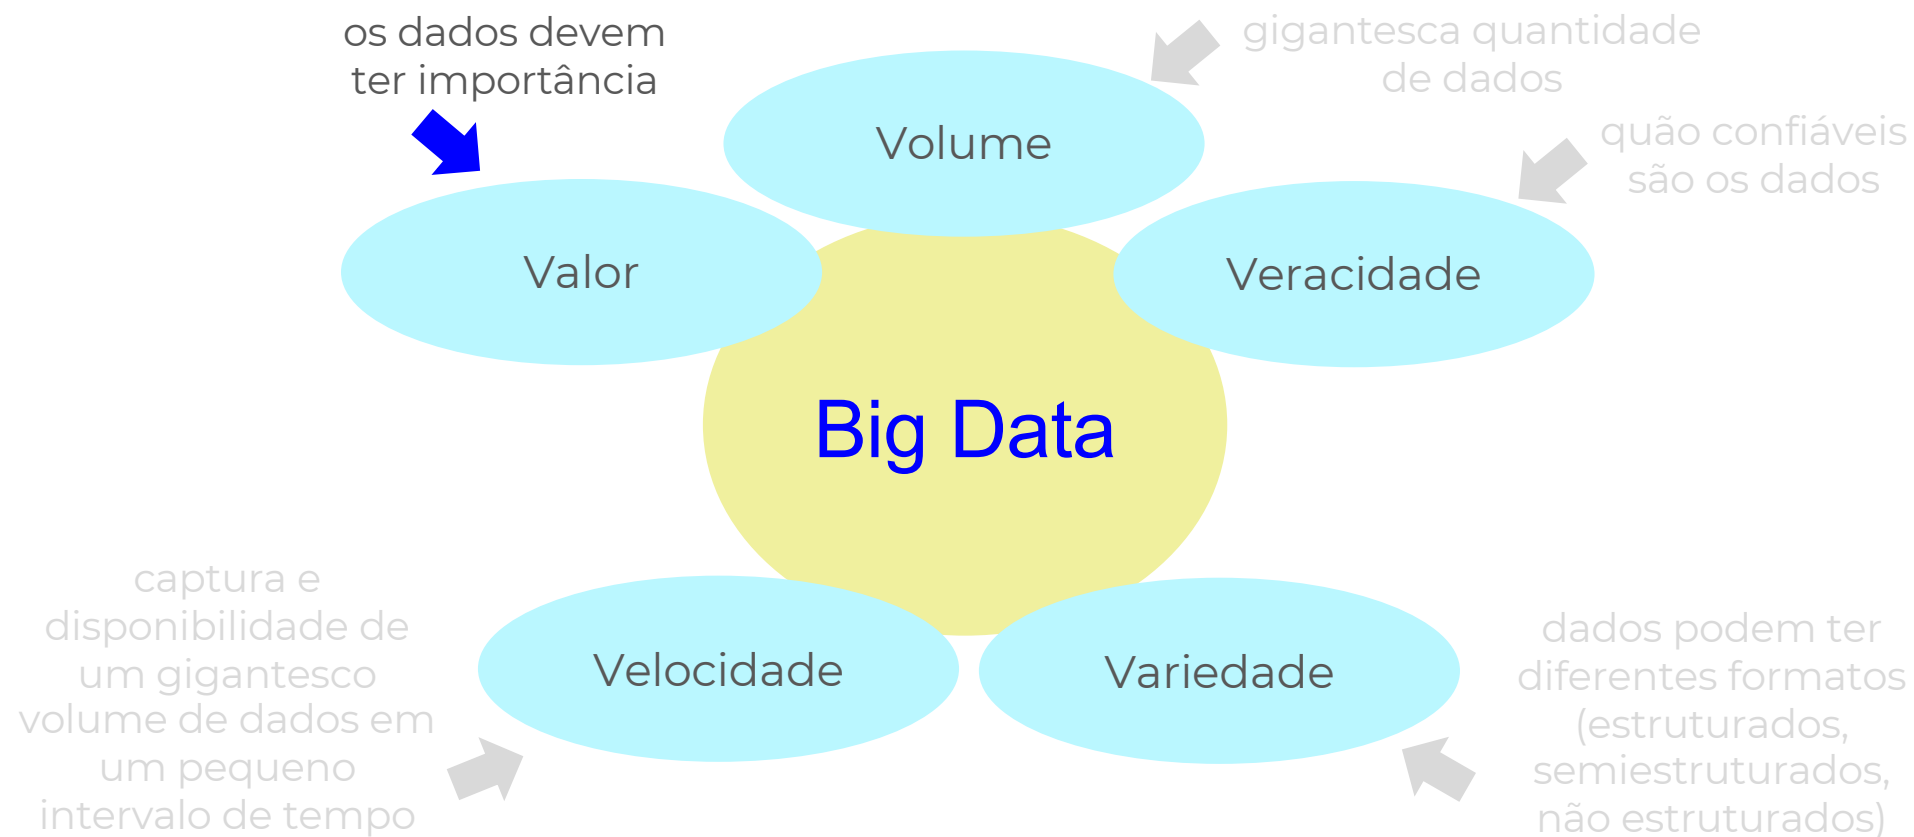 os dados devem
ter importância
gigantesca quantidade
de dados
quão confiáveis
são os dados
Volume
Valor
Veracidade
Big Data
captura e
disponibilidade de
um gigantesco
volume de dados em
um pequeno
intervalo de tempo
Velocidade
Variedade
dados podem ter
diferentes formatos
(estruturados,
semiestruturados,
não estruturados)